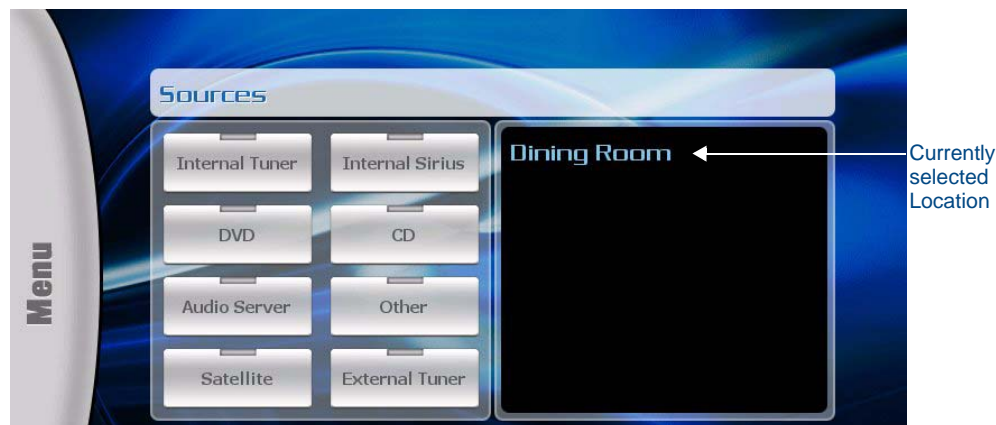 Sources
Internal Tuner
Internal Sirius
Dining Room
Currently
selected
Location
DVD
CD
Menu
Audio Server
Other
Satellite
External Tuner